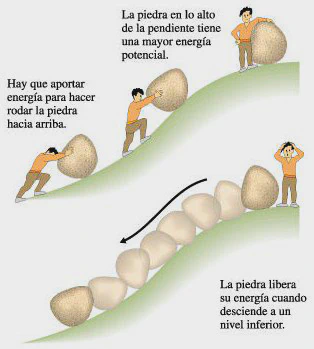 La piedra en lo alto
de la pendiente tiene
una mayor energía
potencial.
Hay que aportar
energía para hacer
rodar la piedra
hacia arriba.
La piedra libera
su energía cuando
desciende a un
nivel inferior.